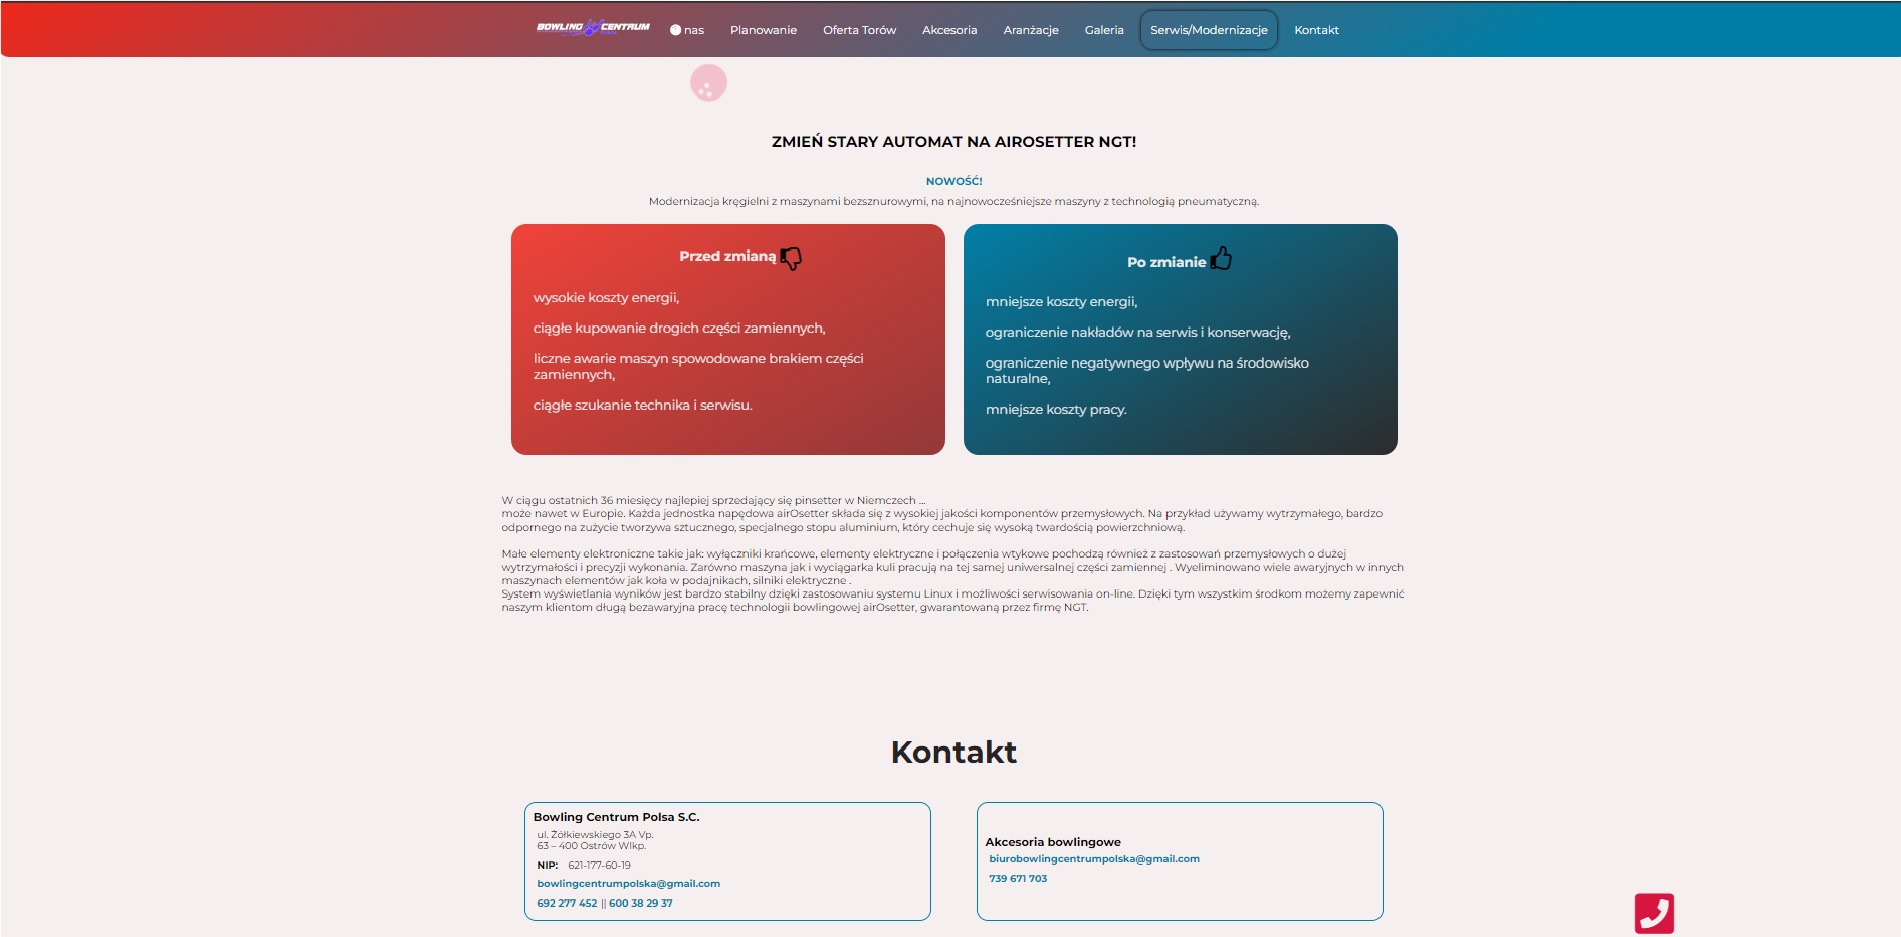 BOWLING CENTRUM
O nas Planowanie Oferta Torów Akcesoria Aranżacje Galeria Serwis/Modernizacje Kontakt
ZMIEŃ STARY AUTOMAT NA AIROSETTER NGT!
NOWOŚĆ!
Modernizacja kręgielni z maszynami bezsznurowymi, na najnowocześniejsze maszyny z technologią pneumatyczną.
Przed zmianą
wysokie koszty energii,
ciągłe kupowanie drogich części zamiennych,
liczne awarie maszyn spowodowane brakiem części
zamiennych,
ciągłe szukanie technika i serwisu.
Po zmianie
mniejsze koszty energii,
ograniczenie nakładów na serwis i konserwację,
ograniczenie negatywnego wpływu na środowisko
naturalne,
mniejsze koszty pracy.
W ciągu ostatnich 36 miesięcy najlepiej sprzedający się pinsetter w Niemczech ...
może nawet w Europie. Każda jednostka napędowa airOsetter składa się z wysokiej jakości komponentów przemysłowych. Na przykład używamy wytrzymałego, bardzo
odpornego na zużycie tworzywa sztucznego, specjalnego stopu aluminium, który cechuje się wysoką twardością powierzchniową.
Małe elementy elektroniczne takie jak: wyłączniki krańcowe, elementy elektryczne i połączenia wtykowe pochodzą również z zastosowań przemysłowych o dużej
wytrzymałości i precyzji wykonania. Zarówno maszyna jak i wyciągarka kuli pracują na tej samej uniwersalnej części zamiennej . Wyeliminowano wiele awaryjnych w innych
maszynach elementów jak koła w podajnikach, silniki elektryczne .
System wyświetlania wyników jest bardzo stabilny dzięki zastosowaniu systemu Linux i możliwości serwisowania on-line. Dzięki tym wszystkim środkom możemy zapewnić
naszym klientom długą bezawaryjna pracę technologii bowlingowej airOsetter, gwarantowaną przez firmę NGT.
Kontakt
Bowling Centrum Polsa S.C.
ul. Żółkiewskiego 3A Vp.
63 – 400 Ostrów Wlkp.
NIP: 621-177-60-19
bowlingcentrumpolska@gmail.com
692 277 452 || 600 38 29 37
Akcesoria bowlingowe
biurobowlingcentrumpolska@gmail.com
739 671 703